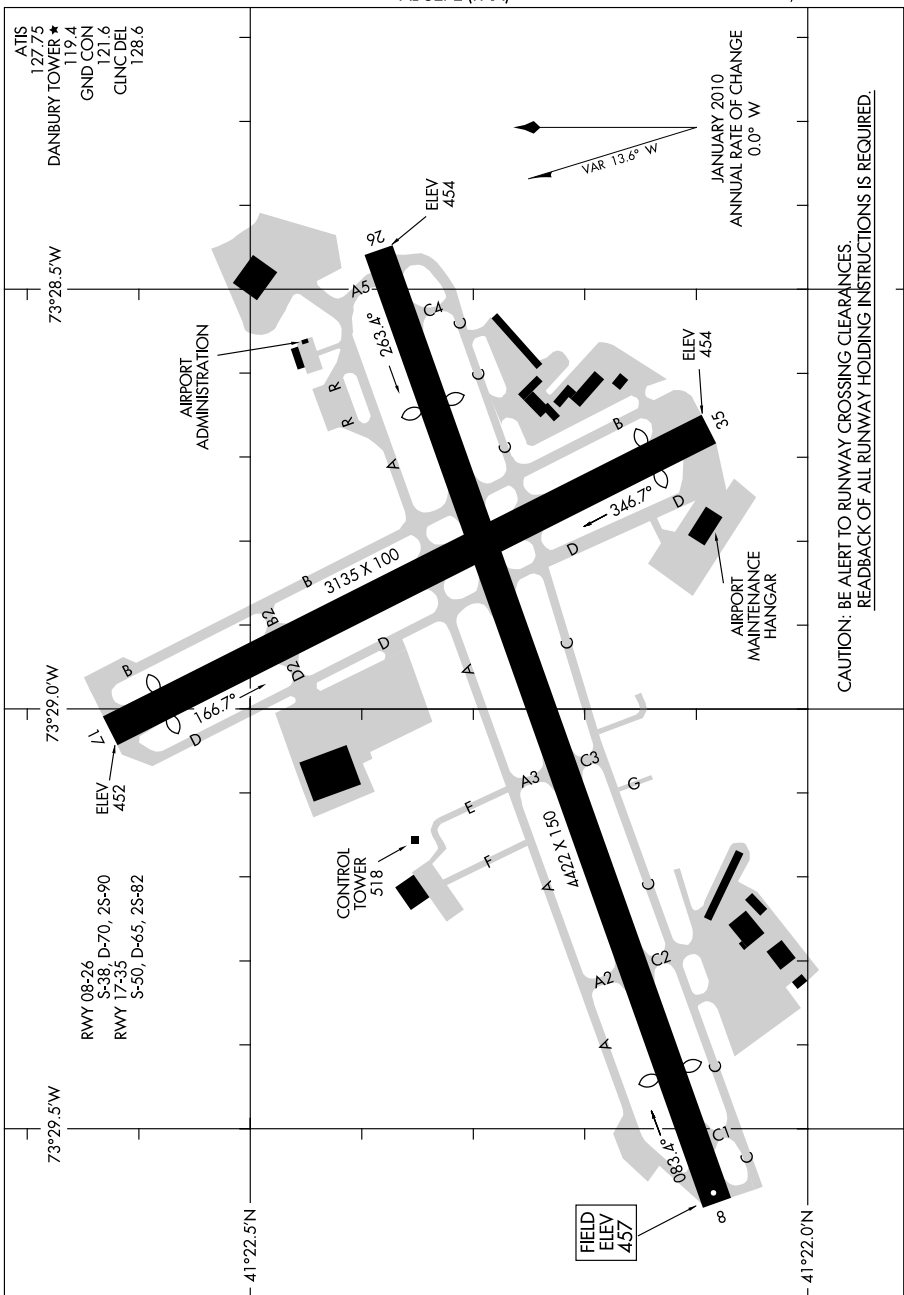 ATIS
127.75
DANBURY TOWER ★
119.4
GND CON
121.6
CLNC DEL
128.6
JANUARY 2010
ANNUAL RATE OF CHANGE
0.0° W
VAR 13.6° W
ELEV
454
26
73°28.5'W
A5
C4
C
263.4°
AIRPORT
ADMINISTRATION
R
R
A
C
C
B
ELEV
454
35
346.7°
D
D
AIRPORT
MAINTENANCE
HANGAR
3135 X 100
B
B2
B
D2
D
D
166.7°
17
ELEV
452
73°29.0'W
A
C
A3
C3
E
F
G
CONTROL
TOWER
518
4422 X 150
A
C
A2
C2
A
C
RWY 08-26
S-38, D-70, 2S-90
RWY 17-35
S-50, D-65, 2S-82
73°29.5'W
083.4°
C1
C
8
FIELD
ELEV
457
41°22.5'N
41°22.0'N
CAUTION: BE ALERT TO RUNWAY CROSSING CLEARANCES.
READBACK OF ALL RUNWAY HOLDING INSTRUCTIONS IS REQUIRED.